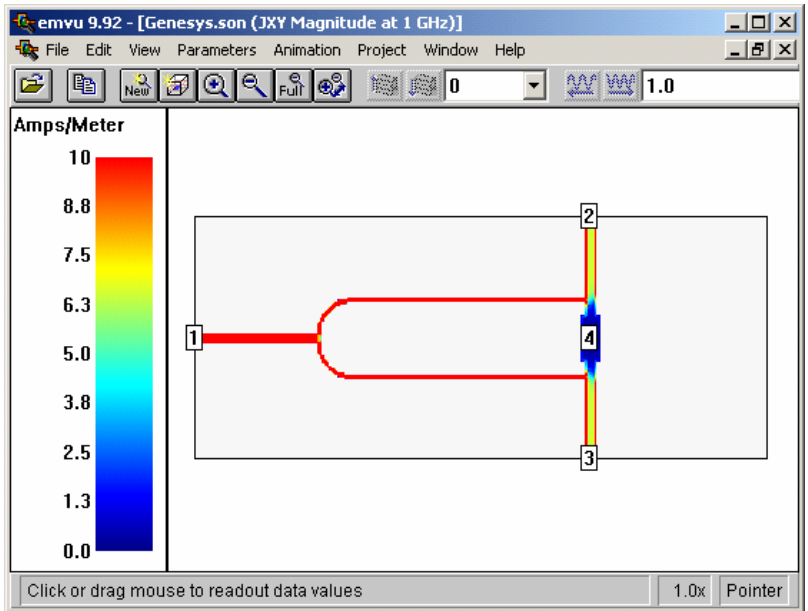 emvu 9.92 - [Genesys.son (JXY Magnitude at 1 GHz)]
File Edit View Parameters Animation Project Window Help
New Full 0 1.0
Amps/Meter
10
8.8
7.5
6.3
5.0
3.8
2.5
1.3
0.0
2
1
4
3
Click or drag mouse to readout data values 1.0x Pointer